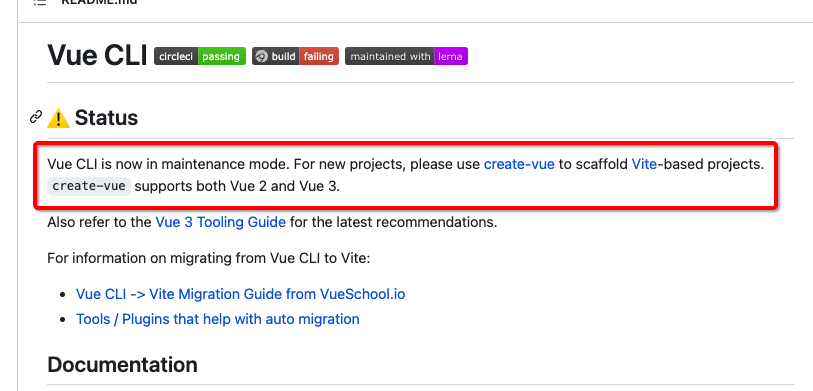 README.md
Vue CLI circleci passing build failing maintained with lerna
Status
Vue CLI is now in maintenance mode. For new projects, please use create-vue to scaffold Vite-based projects.
create-vue supports both Vue 2 and Vue 3.
Also refer to the Vue 3 Tooling Guide for the latest recommendations.
For information on migrating from Vue CLI to Vite:
• Vue CLI -> Vite Migration Guide from VueSchool.io
• Tools / Plugins that help with auto migration
Documentation